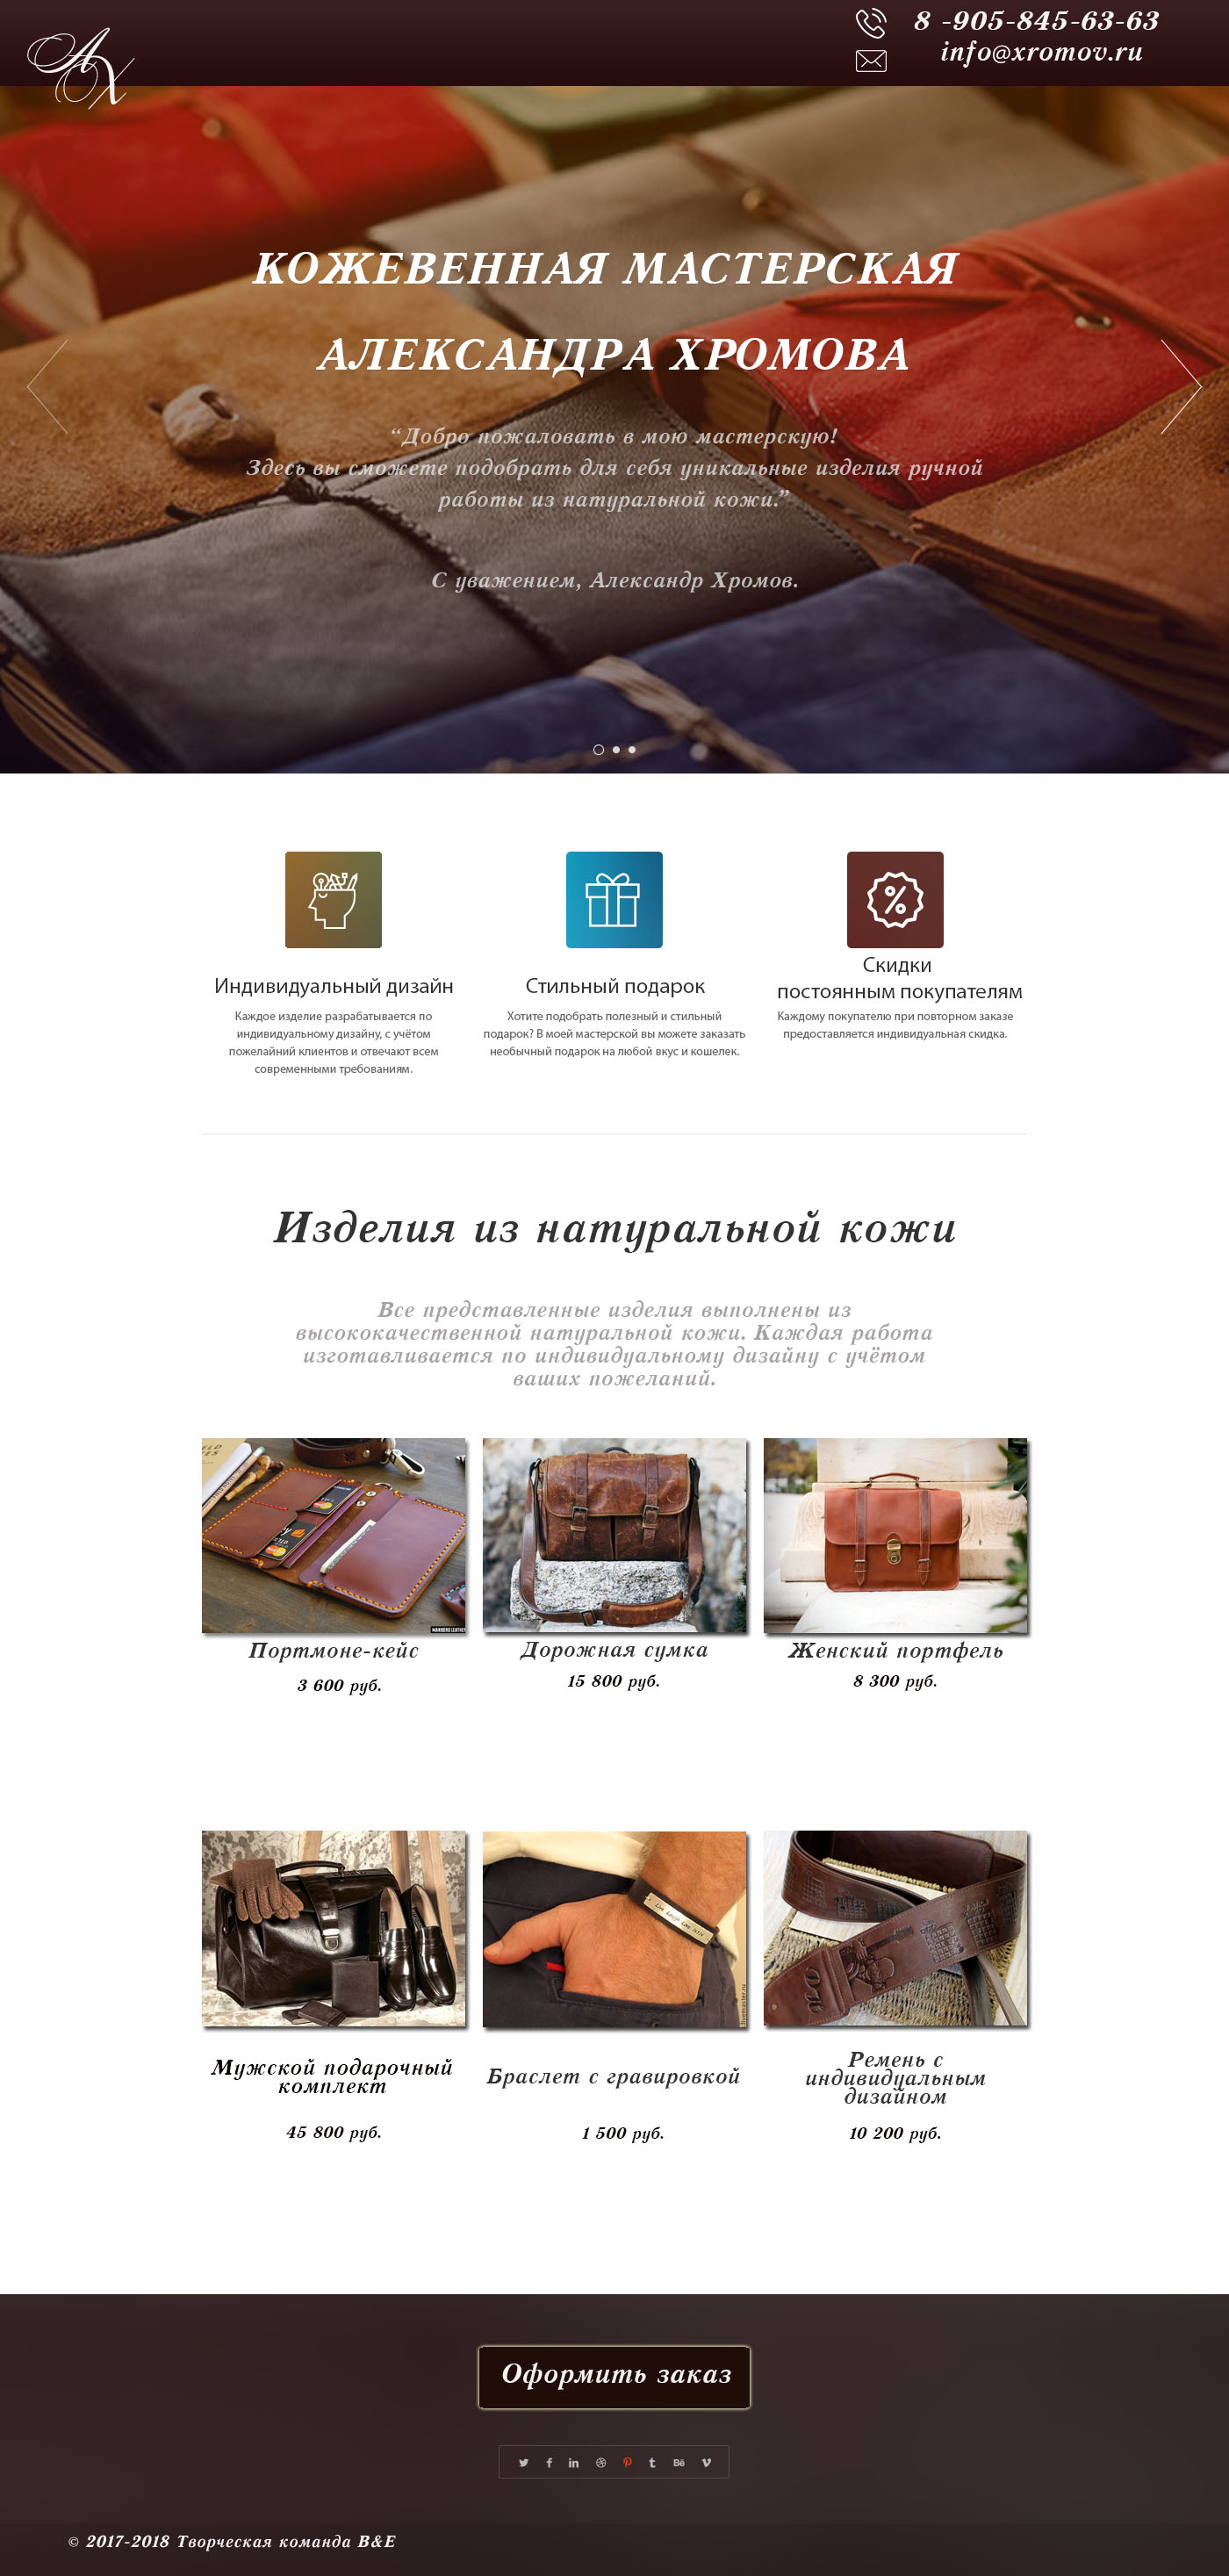 AX
8 -905-845-63-63
info@xromov.ru
КОЖЕВЕННАЯ МАСТЕРСКАЯ
АЛЕКСАНДРА ХРОМОВА
“Добро пожаловать в мою мастерскую!
Здесь вы сможете подобрать для себя уникальные изделия ручной
работы из натуральной кожи.”
С уважением, Александр Хромов.
Индивидуальный дизайн
Каждое изделие разрабатывается по
индивидуальному дизайну, с учётом
пожелайний клиентов и отвечают всем
современными требованиям.
Стильный подарок
Хотите подобрать полезный и стильный
подарок? В моей мастерской вы можете заказать
необычный подарок на любой вкус и кошелек.
Скидки
постоянным покупателям
Каждому покупателю при повторном заказе
предоставляется индивидуальная скидка.
Изделия из натуральной кожи
Все представленные изделия выполнены из
высококачественной натуральной кожи. Каждая работа
изготавливается по индивидуальному дизайну с учётом
ваших пожеланий.
Портмоне-кейс
3 600 руб.
Дорожная сумка
15 800 руб.
Женский портфель
8 300 руб.
Мужской подарочный
комплект
45 800 руб.
Браслет с гравировкой
1 500 руб.
Ремень с
индивидуальным
дизайном
10 200 руб.
Оформить заказ
© 2017-2018 Творческая команда B&E